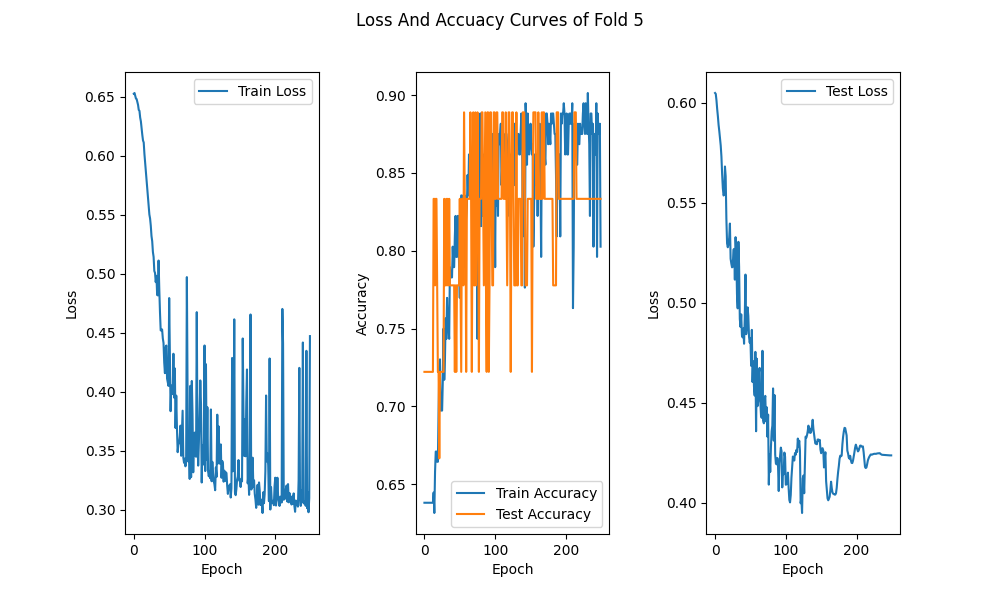 Loss And Accuacy Curves of Fold 5
Train Loss
0.65
0.60
0.55
0.50
0.45
0.40
0.35
0.30
Loss
0 100 200
Epoch
0.90
0.85
0.80
0.75
0.70
0.65
Accuracy
Train Accuracy
Test Accuracy
0 100 200
Epoch
Test Loss
0.60
0.55
0.50
0.45
0.40
Loss
0 100 200
Epoch